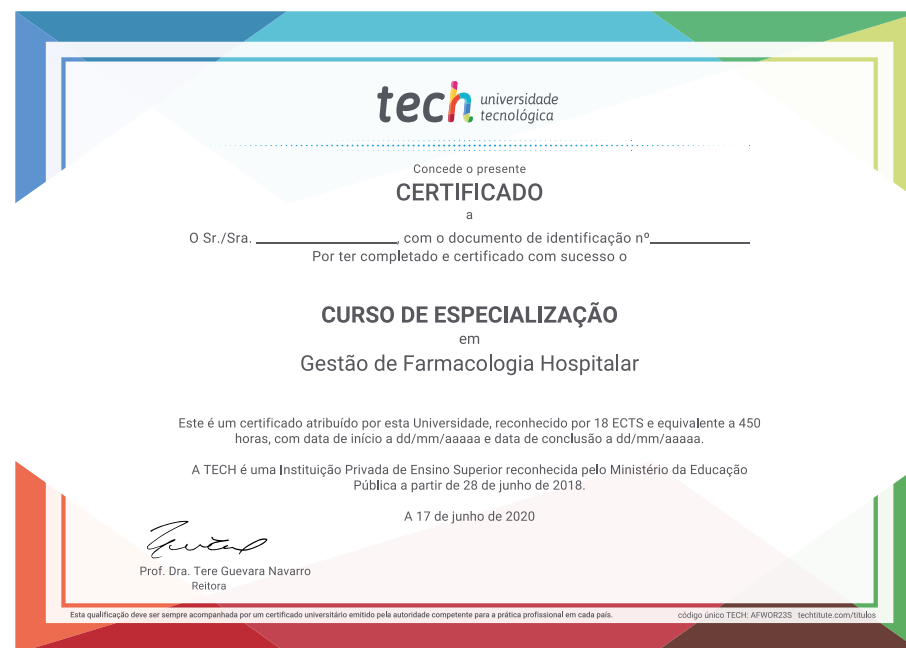 tech universidade
tecnológica
Concede o presente
CERTIFICADO
a
O Sr./Sra. ____________________, com o documento de identificação nº______________
Por ter completado e certificado com sucesso o
CURSO DE ESPECIALIZAÇÃO
em
Gestão de Farmacologia Hospitalar
Este é um certificado atribuído por esta Universidade, reconhecido por 18 ECTS e equivalente a 450
horas, com data de início a dd/mm/aaaaa e data de conclusão a dd/mm/aaaaa.
A TECH é uma Instituição Privada de Ensino Superior reconhecida pelo Ministério da Educação
Pública a partir de 28 de junho de 2018.
A 17 de junho de 2020
Prof. Dra. Tere Guevara Navarro
Reitora
Esta qualificação deve ser sempre acompanhada por um certificado universitário emitido pela autoridade competente para a prática profissional em cada país.
código único TECH: AFWOR23S techtitute.com/títulos